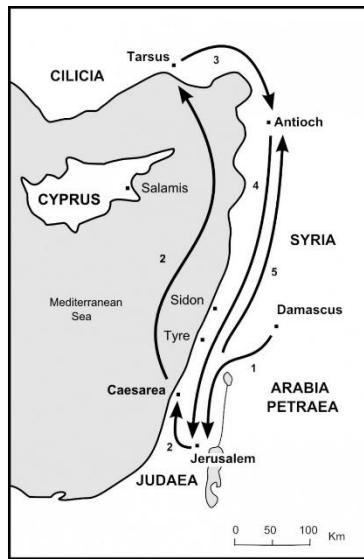 Tarsus
3
CILICIA
Antioch
4
CYPRUS
Salamis
SYRIA
2
5
Mediterranean
Sea
Sidon
Damascus
Tyre
1
Caesarea
ARABIA
PETRAEA
2
Jerusalem
JUDAEA
0 50 100
Km